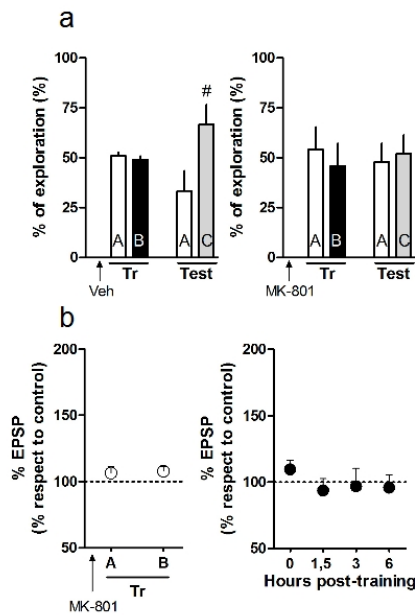 a
% of exploration (%)
100
75
50
25
0
#
A B A C
Tr Test
Veh
% of exploration (%)
100
75
50
25
0
A B A C
Tr Test
MK-801
b
% EPSP
(% respect to control)
200
150
100
50
A B
Tr
MK-801
% EPSP
(% respect to control)
200
150
100
50
0 1,5 3 6
Hours post-training